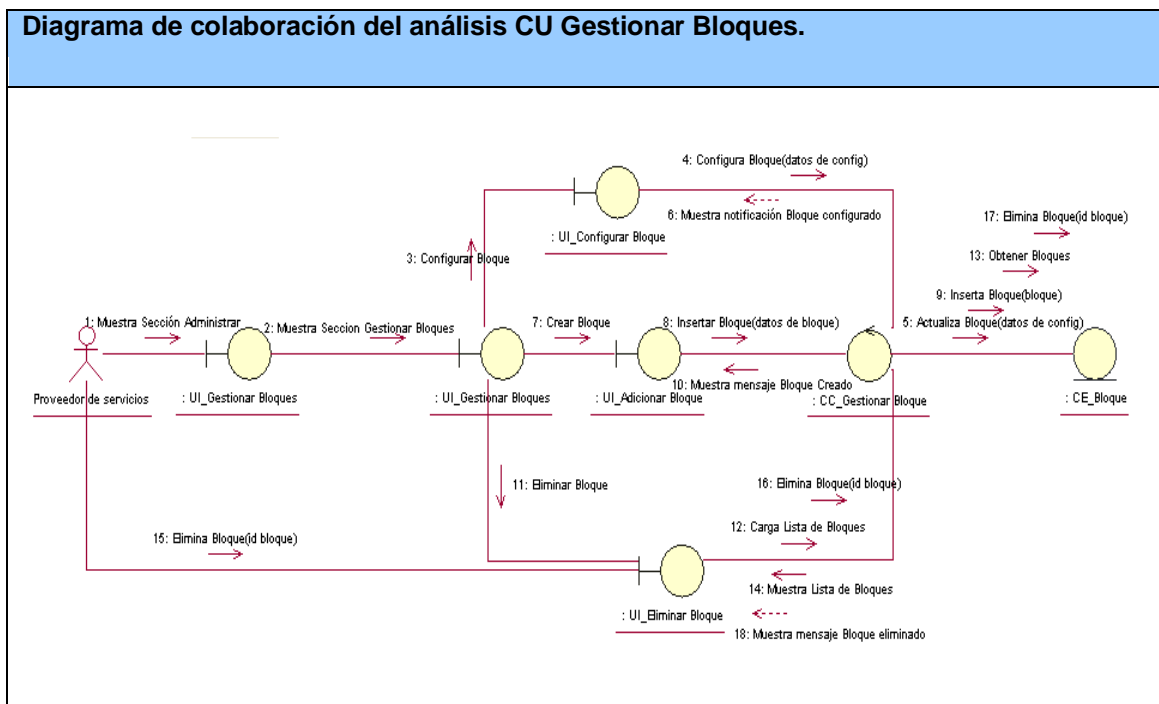 Diagrama de colaboración del análisis CU Gestionar Bloques.
4: Configura Bloque(datos de config)
6: Muestra notificación Bloque configurado
: UI_Configurar Bloque
3: Configurar Bloque
17: Elimina Bloque(id bloque)
13: Obtener Bloques
9: Inserta Bloque(bloque)
5: Actualiza Bloque(datos de config)
1: Muestra Sección Administrar
2: Muestra Seccion Gestionar Bloques
7: Crear Bloque
8: Insertar Bloque(datos de bloque)
10: Muestra mensaje Bloque Creado
Proveedor de servicios
: UI_Gestionar Bloques
: UI_Gestionar Bloques
: UI_Adicionar Bloque
: CC_Gestionar Bloque
: CE_Bloque
11: Eliminar Bloque
16: Elimina Bloque(id bloque)
12: Carga Lista de Bloques
15: Elimina Bloque(id bloque)
14: Muestra Lista de Bloques
: UI_Eliminar Bloque
18: Muestra mensaje Bloque eliminado